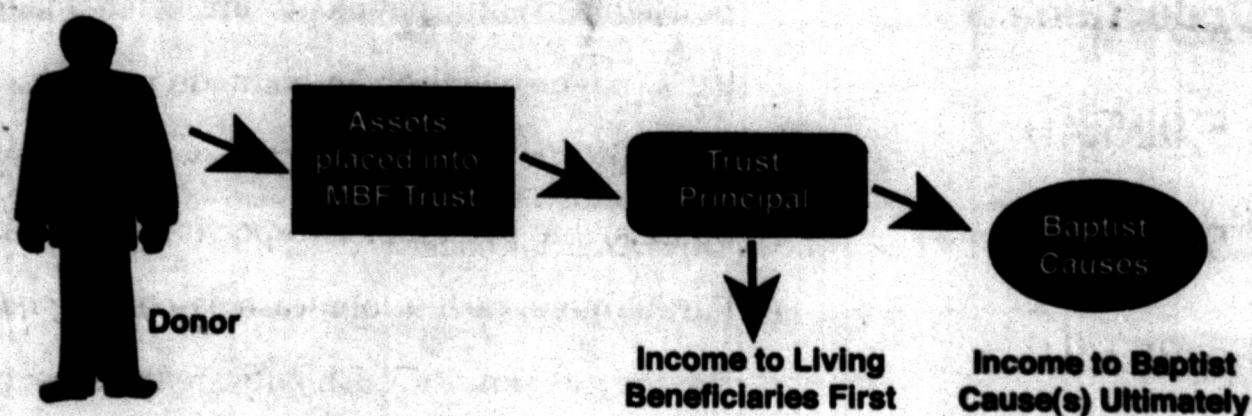 Assets
placed into
MBF Trust
Trust
Principal
Baptist
Causes
Donor
Income to Living
Beneficiaries First
Income to Baptist
Cause(s) Ultimately